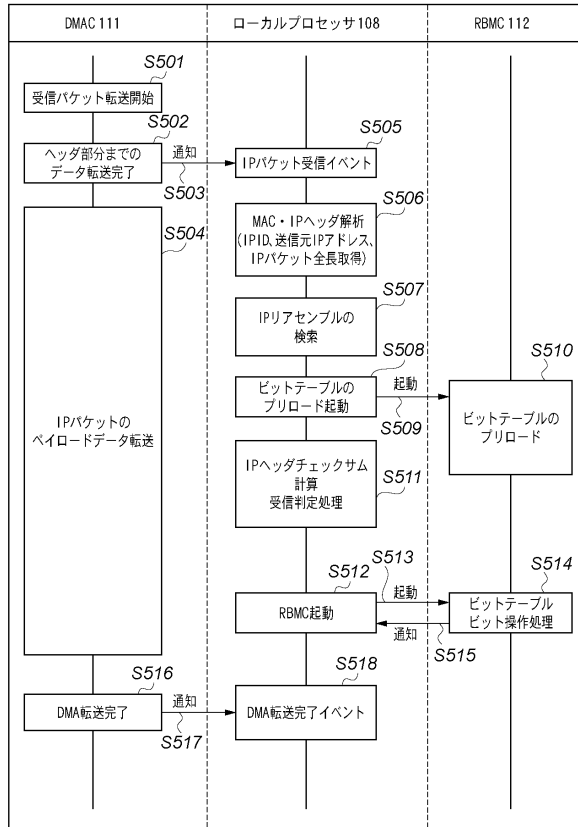 DMAC 111
ローカルプロセッサ108
RBMC 112
S501
受信パケット転送開始
S502
ヘッダ部分までの
データ転送完了
通知
S503
S505
IPパケット受信イベント
S504
IPパケットの
ペイロードデータ転送
S506
MAC・IPヘッダ解析
(IPID、送信元IPアドレス、
IPパケット全長取得)
S507
IPリアセンブルの
検索
S508
ビットテーブルの
プリロード起動
起動
S509
S510
ビットテーブルの
プリロード
IPヘッダチェックサム
計算
受信判定処理
S511
S512
RBMC起動
S513
起動
通知
S515
S514
ビットテーブル
ビット操作処理
S516
DMA転送完了
通知
S517
S518
DMA転送完了イベント